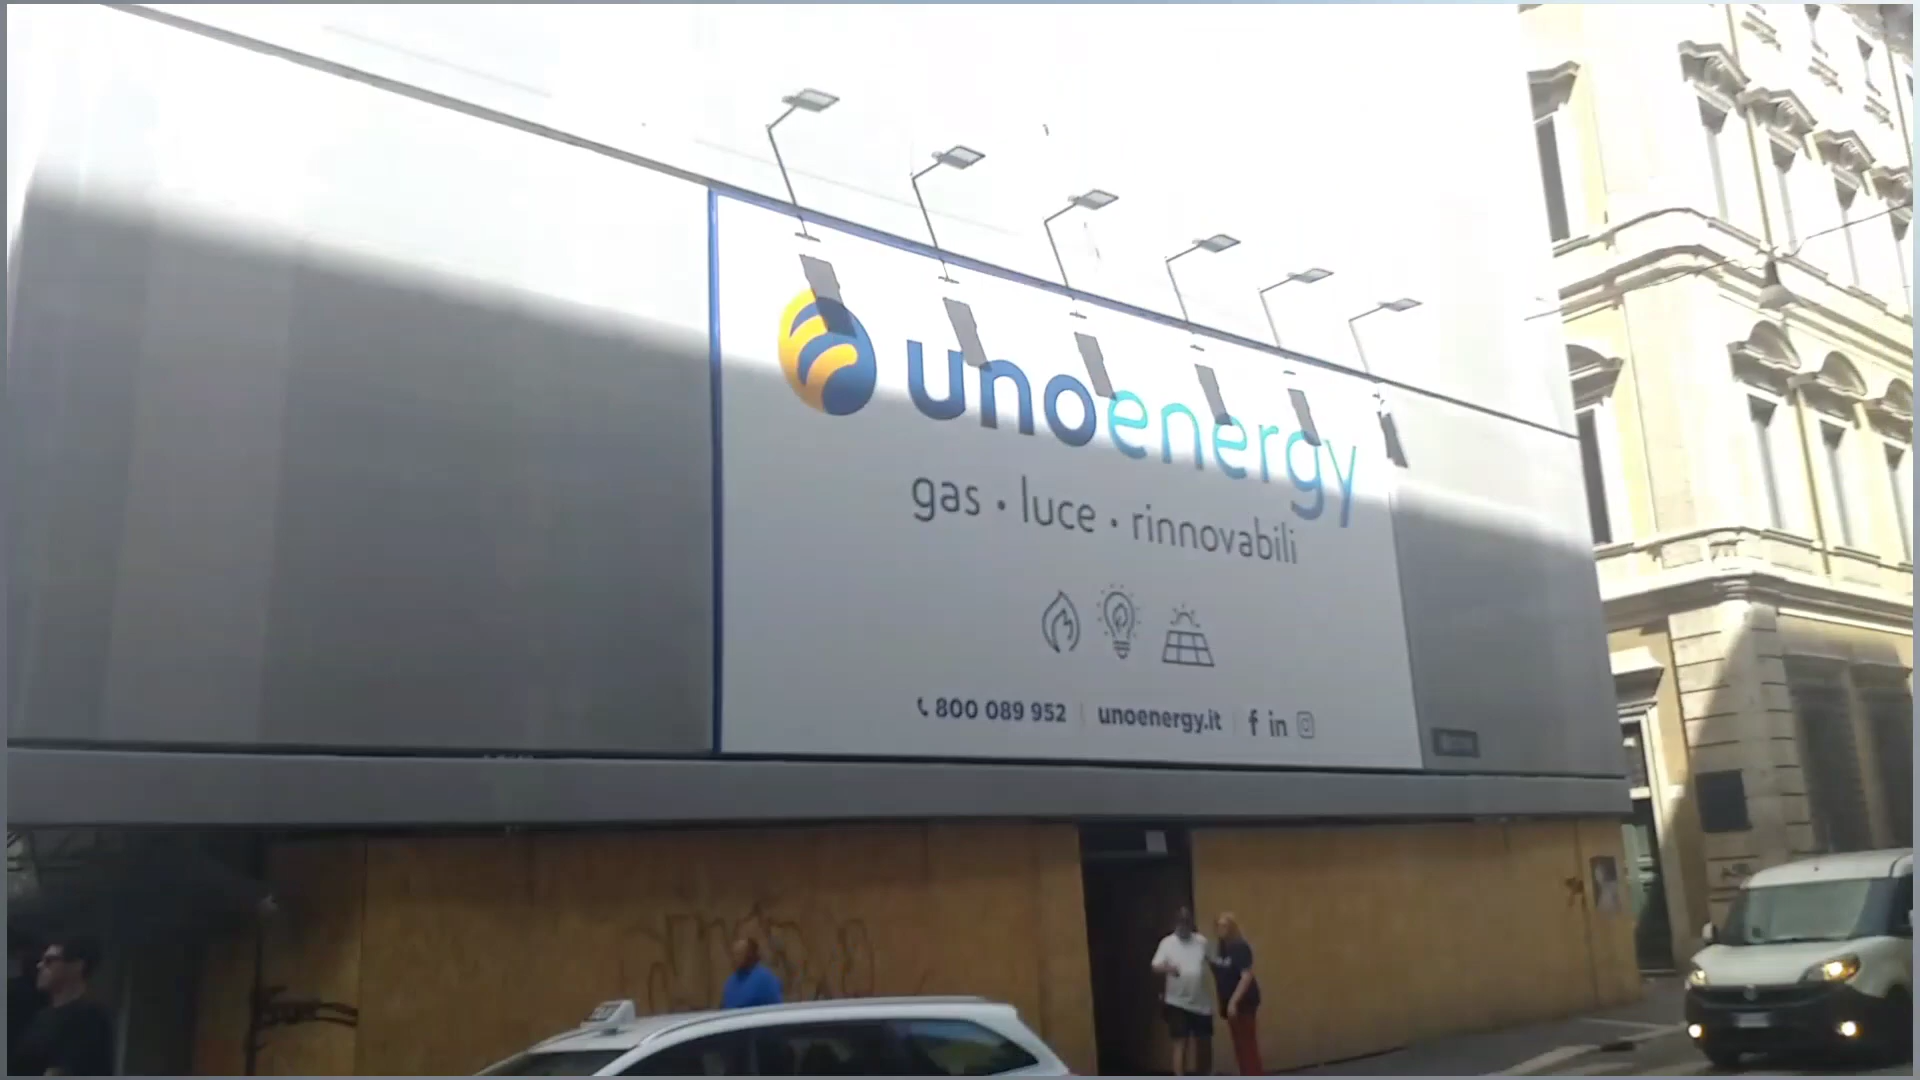 unoenergy
gas • luce • rinnovabili
800 089 952 | unoenergy.it | f in